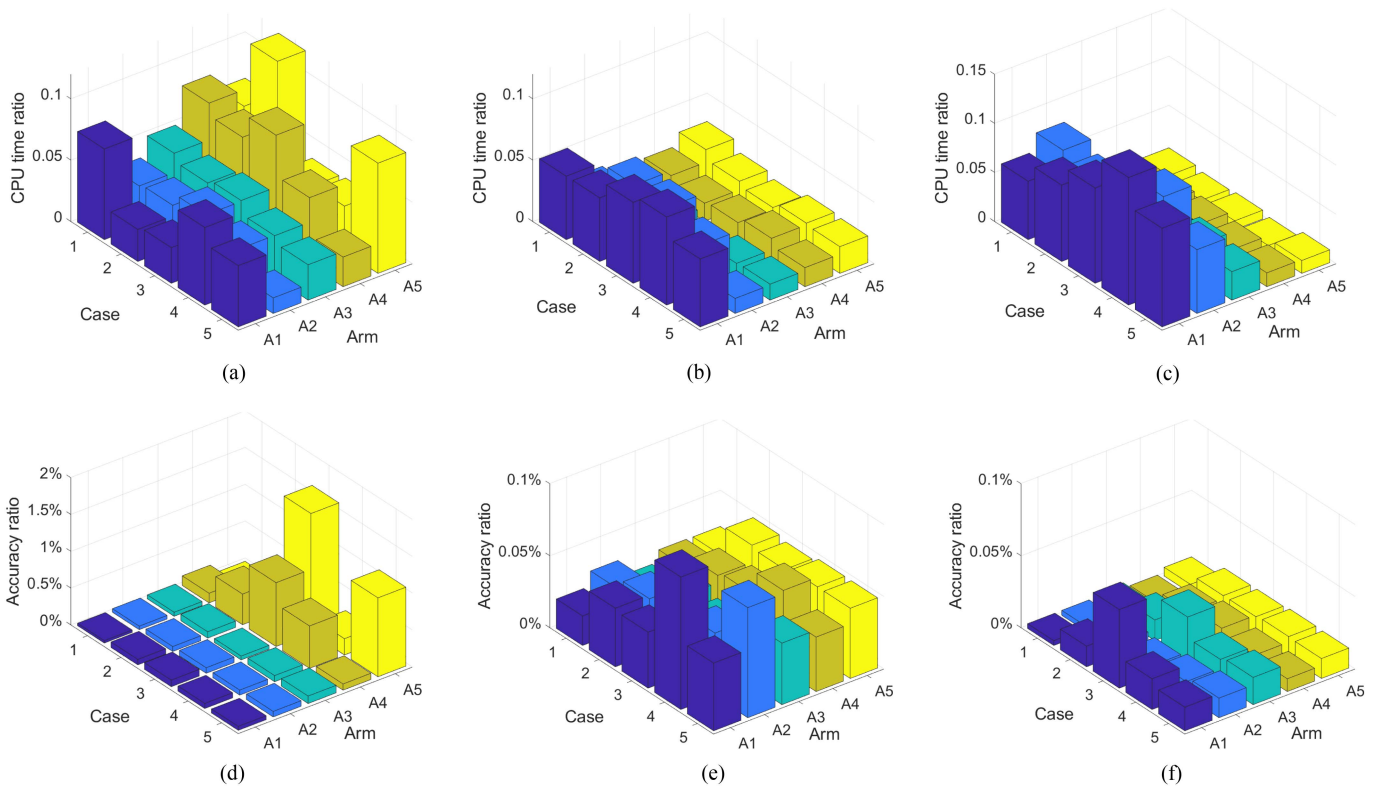 CPU time ratio
0.1
0.05
0
1
2
3
4
5
Case
A1
A2
A3
A4
A5
Arm
(a)
CPU time ratio
0.1
0.05
0
1
2
3
4
5
Case
A1
A2
A3
A4
A5
Arm
(b)
CPU time ratio
0.15
0.1
0.05
0
1
2
3
4
5
Case
A1
A2
A3
A4
A5
Arm
(c)
Accuracy ratio
2%
1.5%
1%
0.5%
0%
1
2
3
4
5
Case
A1
A2
A3
A4
A5
Arm
(d)
Accuracy ratio
0.1%
0.05%
0%
1
2
3
4
5
Case
A1
A2
A3
A4
A5
Arm
(e)
Accuracy ratio
0.1%
0.05%
0%
1
2
3
4
5
Case
A1
A2
A3
A4
A5
Arm
(f)